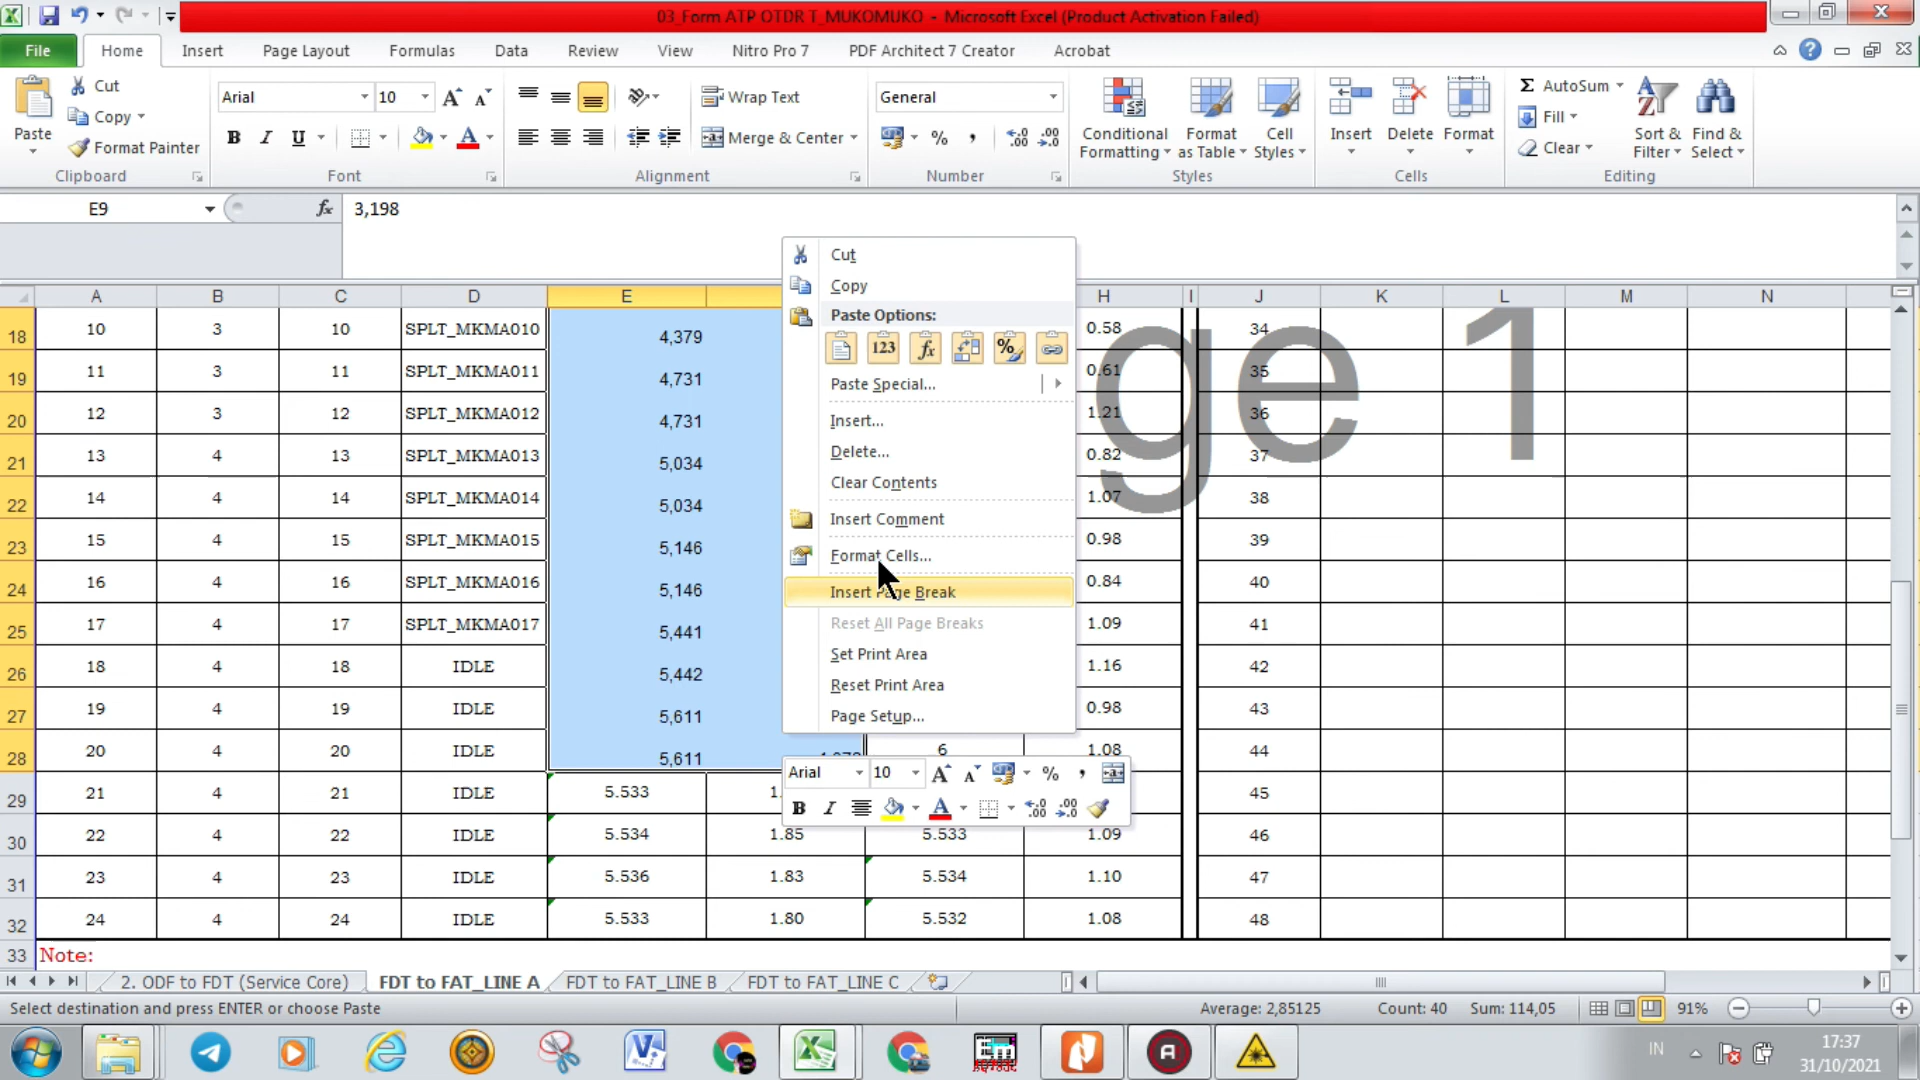 03_Form ATP OTDR T_MUKOMUKO - Microsoft Excel (Product Activation Failed)
File Home Insert Page Layout Formulas Data Review View Nitro Pro 7 PDF Architect 7 Creator Acrobat
Paste Cut Copy Format Painter Clipboard
Arial 10 B I U Font
Wrap Text Merge & Center Alignment
General % , Number
Conditional Formatting Format as Table Cell Styles Styles
Insert Delete Format Cells
AutoSum Fill Clear Sort & Filter Find & Select Editing
E9 fx 3,198
A B C D E H I J K L M N
18 10 3 10 SPLT_MKMA010 4,379 0.58 34
19 11 3 11 SPLT_MKMA011 4,731 0.61 35
20 12 3 12 SPLT_MKMA012 4,731 1.21 36
21 13 4 13 SPLT_MKMA013 5,034 0.82 37
22 14 4 14 SPLT_MKMA014 5,034 1.07 38
23 15 4 15 SPLT_MKMA015 5,146 0.98 39
24 16 4 16 SPLT_MKMA016 5,146 0.84 40
25 17 4 17 SPLT_MKMA017 5,441 1.09 41
26 18 4 18 IDLE 5,442 1.16 42
27 19 4 19 IDLE 5,611 0.98 43
28 20 4 20 IDLE 5,611 6 1.08 44
29 21 4 21 IDLE 5.533 1. 45
30 22 4 22 IDLE 5.534 1.85 5.533 1.09 46
31 23 4 23 IDLE 5.536 1.83 5.534 1.10 47
32 24 4 24 IDLE 5.533 1.80 5.532 1.08 48
33 Note:
ge 1
Cut
Copy
Paste Options:
123 fx %
Paste Special...
Insert...
Delete...
Clear Contents
Insert Comment
Format Cells...
Insert Page Break
Reset All Page Breaks
Set Print Area
Reset Print Area
Page Setup...
Arial 10 A A % ,
B I A
2. ODF to FDT (Service Core) FDT to FAT_LINE A FDT to FAT_LINE B FDT to FAT_LINE C
Select destination and press ENTER or choose Paste Average: 2,85125 Count: 40 Sum: 114,05 91%
IN 17:37
31/10/2021